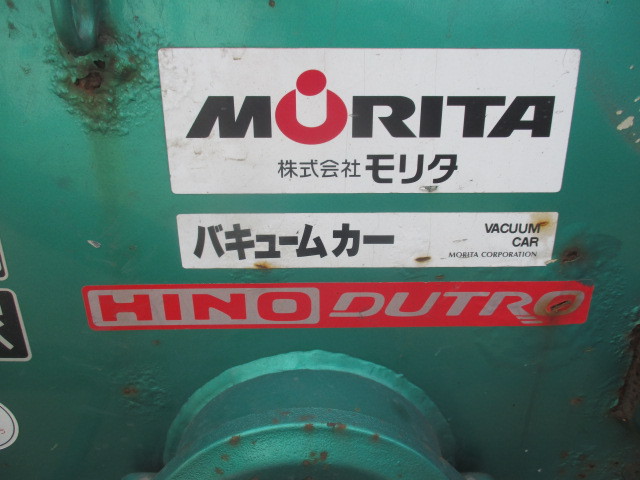 MORITA
株式会社モリタ
バキュームカー
VACUUM
CAR
MORITA CORPORATION
HINO DUTRO